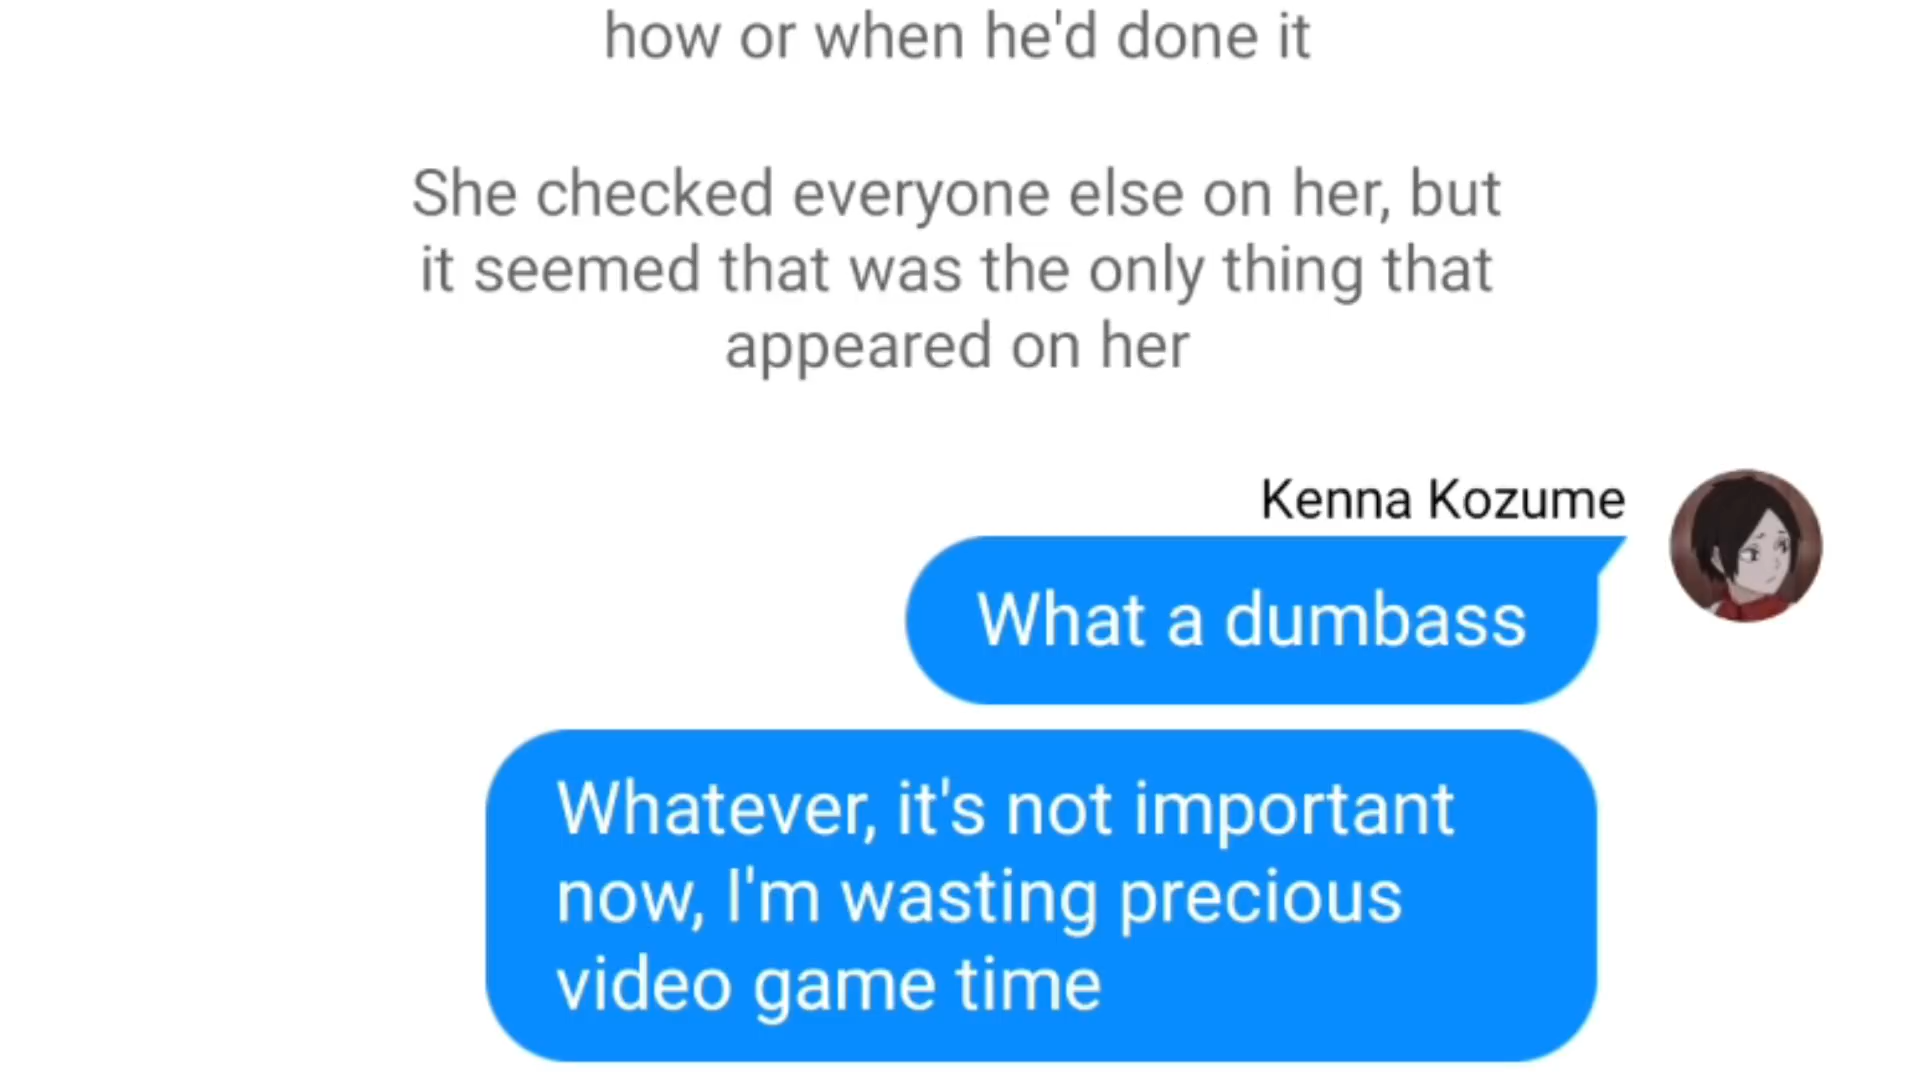 how or when he'd done it
She checked everyone else on her, but
it seemed that was the only thing that
appeared on her
Kenna Kozume
What a dumbass
Whatever, it's not important
now, I'm wasting precious
video game time